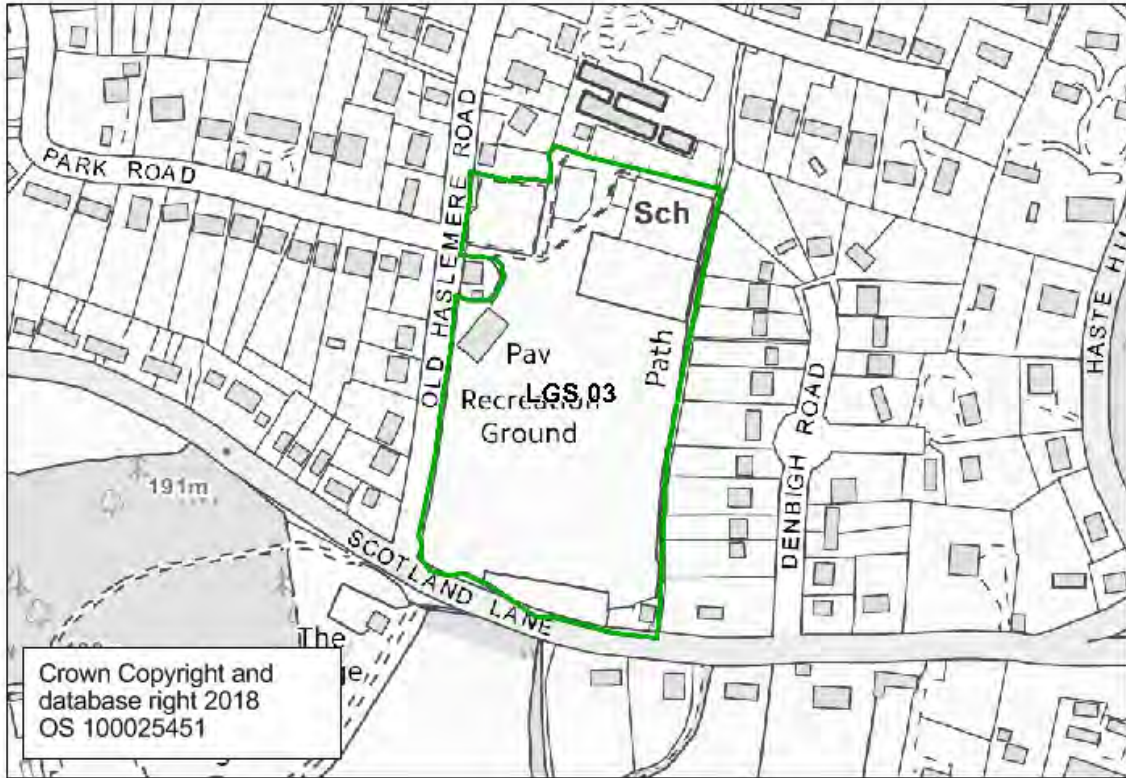 PARK ROAD
OLD HASLEMERE ROAD
Sch
Path
Pav
LGS 03
Recreation
Ground
DENBIGH ROAD
HASTE
191m
SCOTLAND LANE
The
Crown Copyright and
database right 2018
OS 100025451